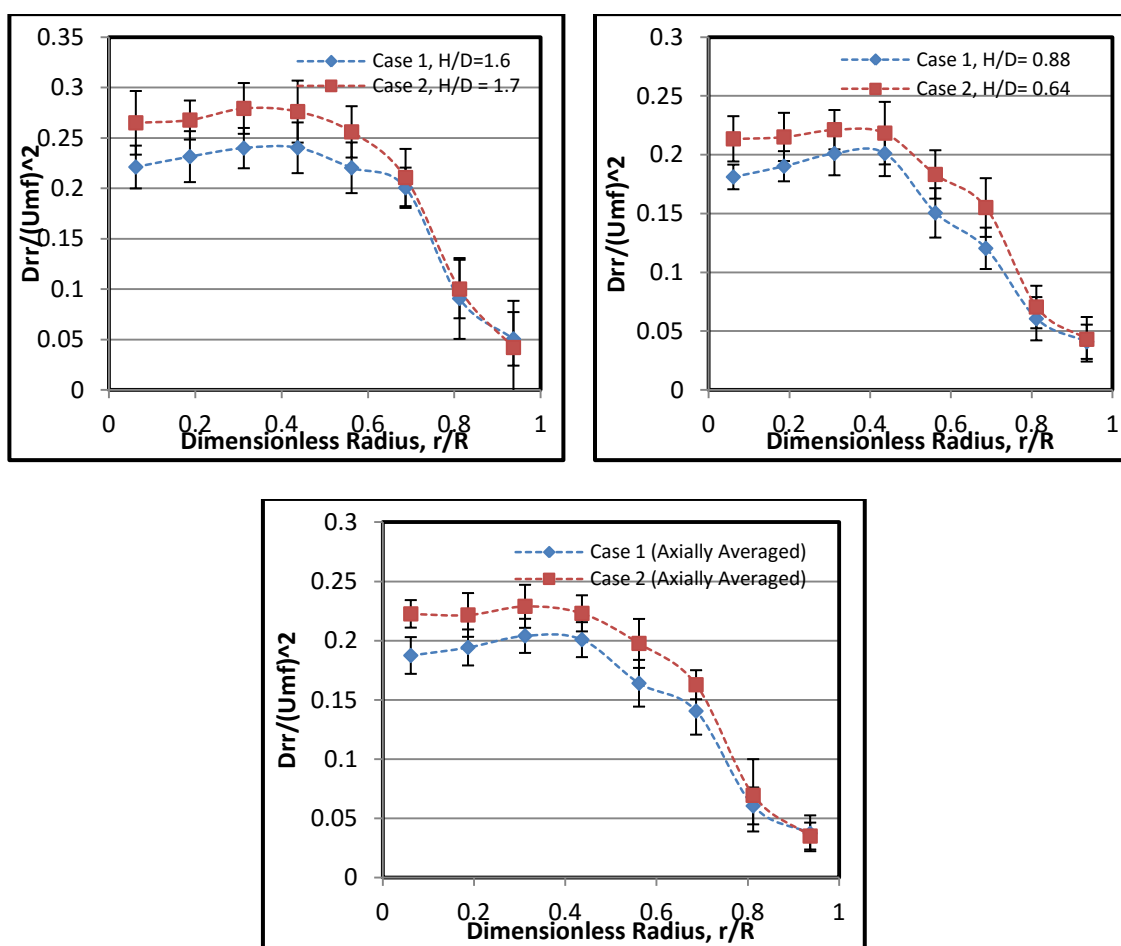 0.35
0.3
0.25
0.2
0.15
0.1
0.05
0
Drr/(Umf)^2
Case 1, H/D=1.6
Case 2, H/D = 1.7
0 0.2 0.4 0.6 0.8 1
Dimensionless Radius, r/R
0.3
0.25
0.2
0.15
0.1
0.05
0
Drr/(Umf)^2
Case 1, H/D= 0.88
Case 2, H/D= 0.64
0 0.2 0.4 0.6 0.8 1
Dimensionless Radius, r/R
0.3
0.25
0.2
0.15
0.1
0.05
0
Drr/(Umf)^2
Case 1 (Axially Averaged)
Case 2 (Axially Averaged)
0 0.2 0.4 0.6 0.8 1
Dimensionless Radius, r/R